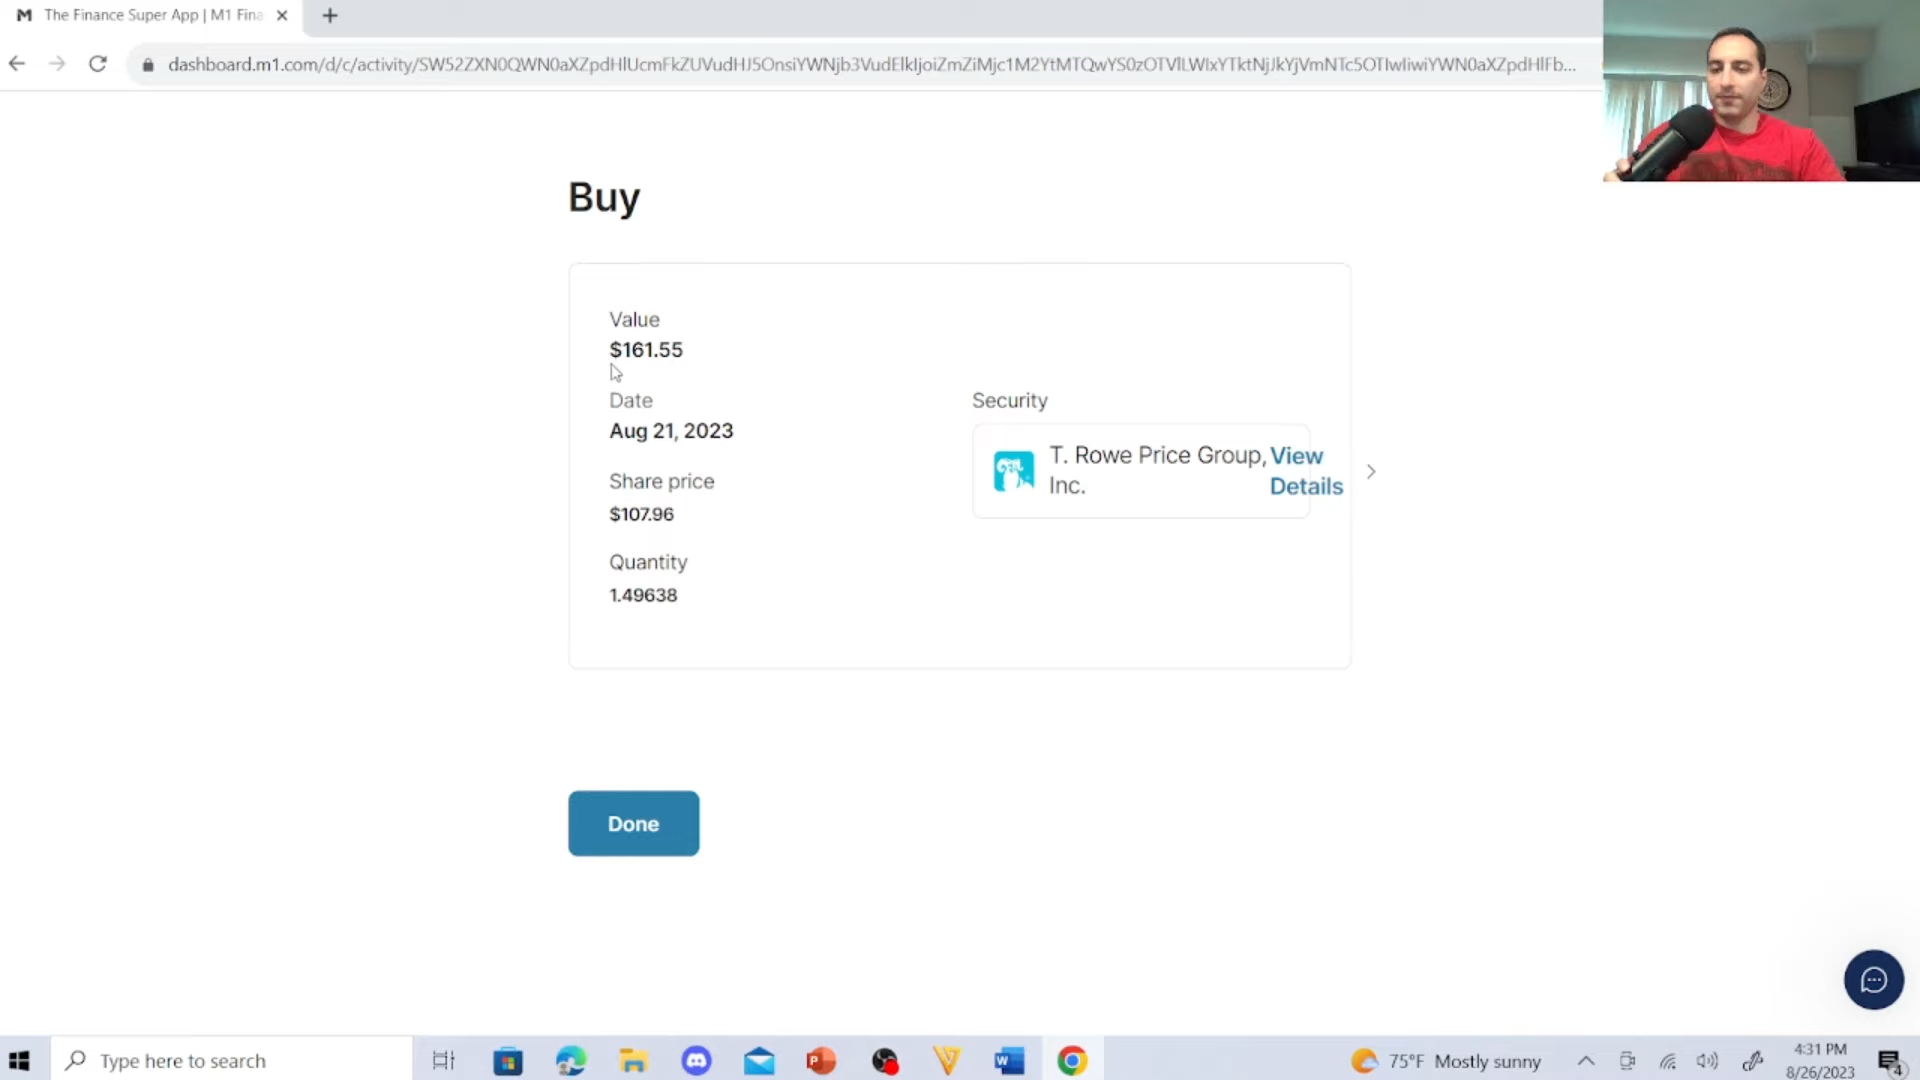 M The Finance Super App | M1 Fina
dashboard.m1.com/d/c/activity/SW52ZXN0QWN0aXZpdHlUcmFkZUVudHJ5OnsiYWNjb3VudElkIjoiZmZiMjc1M2YtMTQwYS0zOTVlLWIxYTktNjJkYjVmNTc5OTIwIiwiYWN0aXZpdHlFb...
Buy
Value
$161.55
Date
Aug 21, 2023
Share price
$107.96
Quantity
1.49638
Security
T. Rowe Price Group, Inc.
View Details
Done
Type here to search
75°F Mostly sunny
4:31 PM
8/26/2023
4